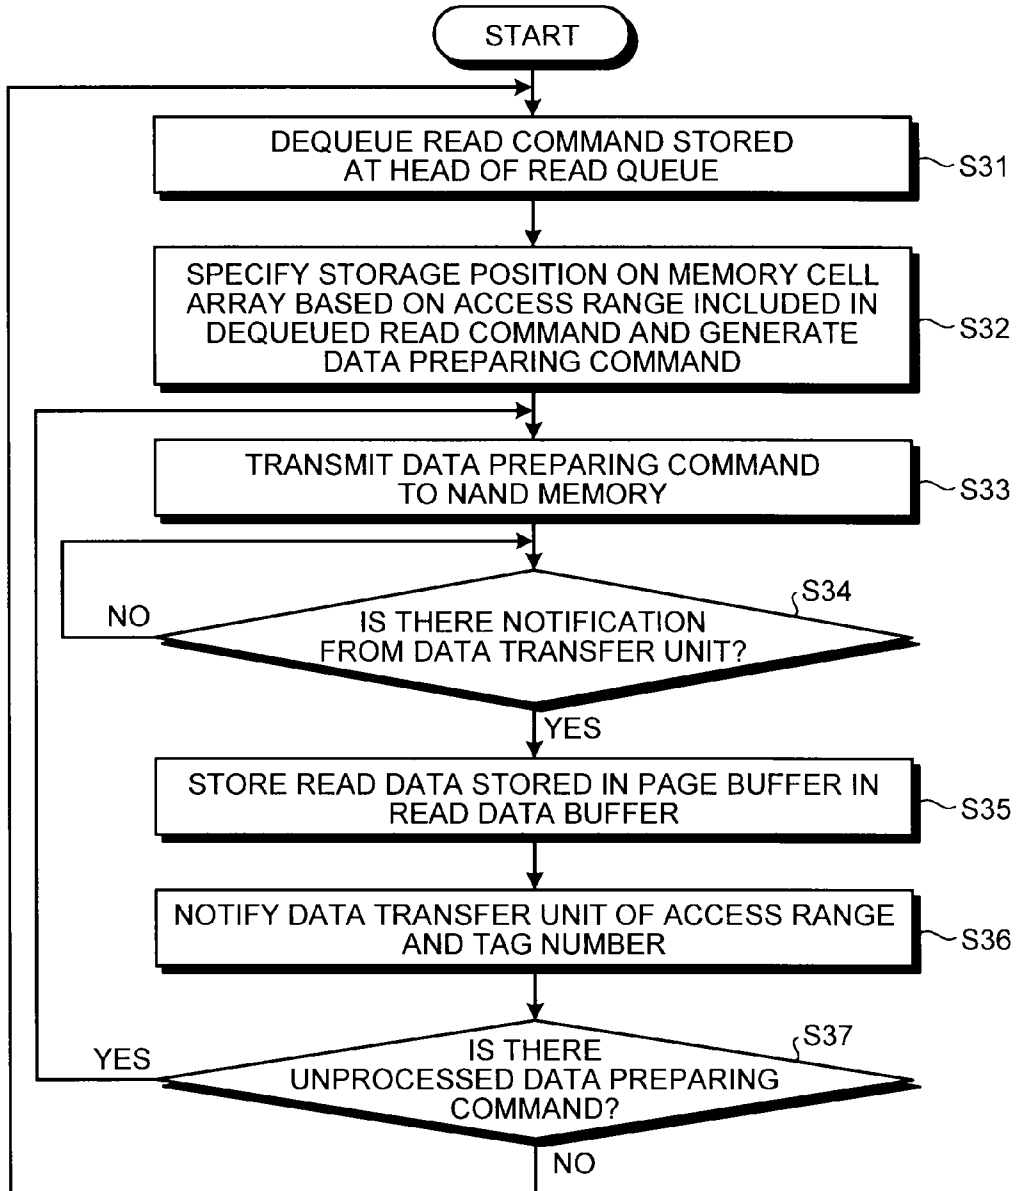 START
DEQUEUE READ COMMAND STORED
AT HEAD OF READ QUEUE
S31
SPECIFY STORAGE POSITION ON MEMORY CELL
ARRAY BASED ON ACCESS RANGE INCLUDED IN
DEQUEUED READ COMMAND AND GENERATE
DATA PREPARING COMMAND
S32
TRANSMIT DATA PREPARING COMMAND
TO NAND MEMORY
S33
S34
NO
IS THERE NOTIFICATION
FROM DATA TRANSFER UNIT?
YES
STORE READ DATA STORED IN PAGE BUFFER IN
READ DATA BUFFER
S35
NOTIFY DATA TRANSFER UNIT OF ACCESS RANGE
AND TAG NUMBER
S36
S37
YES
IS THERE
UNPROCESSED DATA PREPARING
COMMAND?
NO